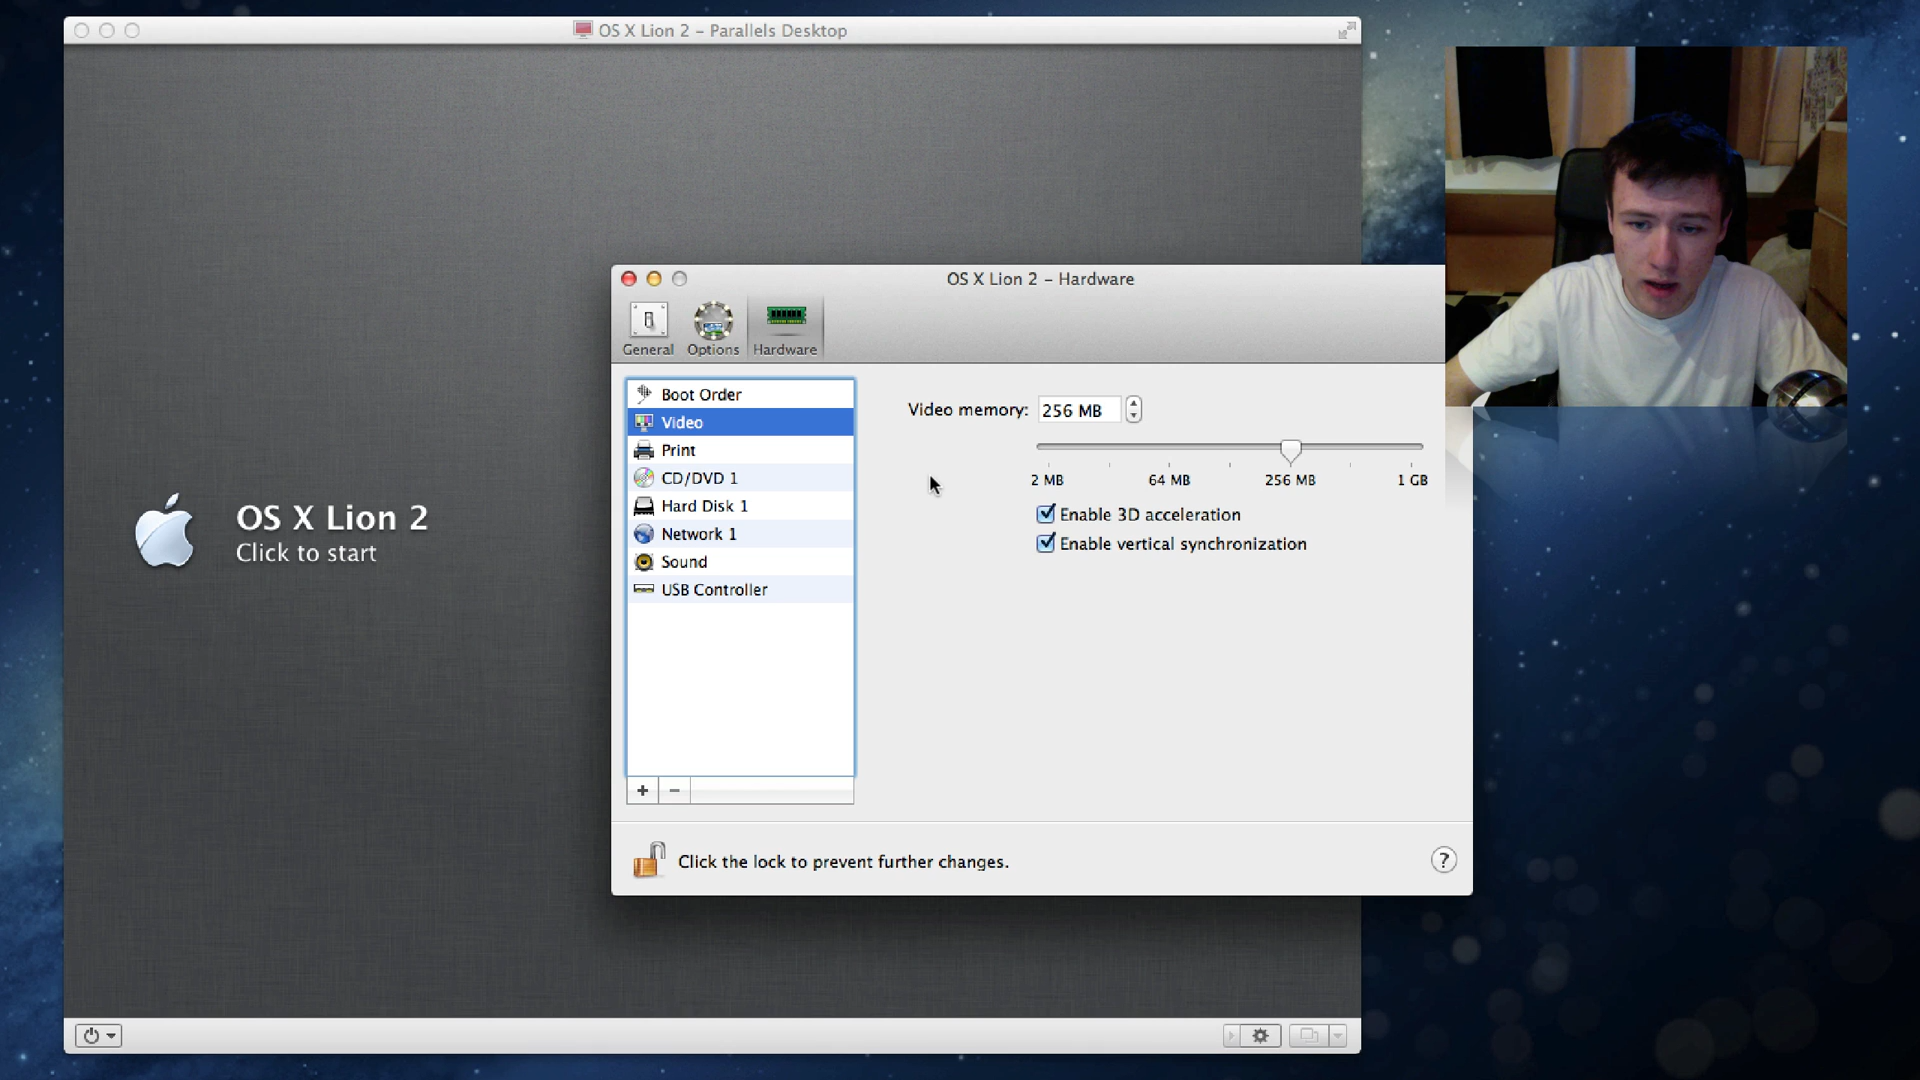 OS X Lion 2 – Parallels Desktop
OS X Lion 2 – Hardware
General
Options
Hardware
Boot Order
Video
Print
CD/DVD 1
Hard Disk 1
Network 1
Sound
USB Controller
Video memory: 256 MB
2 MB 64 MB 256 MB 1 GB
Enable 3D acceleration
Enable vertical synchronization
OS X Lion 2
Click to start
Click the lock to prevent further changes.
?